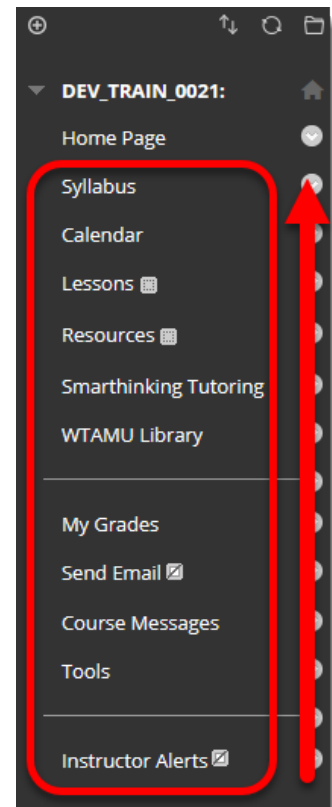 DEV_TRAIN_0021:
Home Page
Syllabus
Calendar
Lessons
Resources
Smarthinking Tutoring
WTAMU Library
My Grades
Send Email
Course Messages
Tools
Instructor Alerts